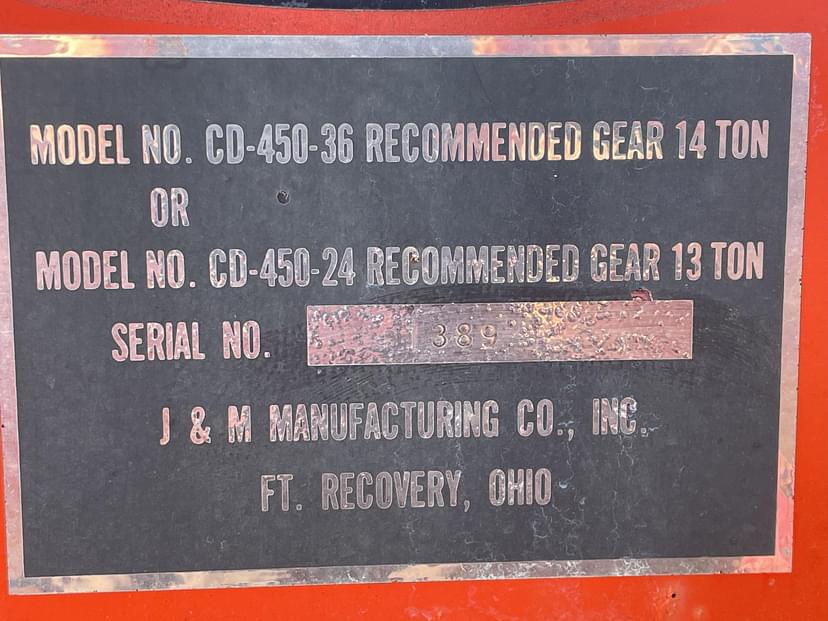 MODEL NO. CD-450-36 RECOMMENDED GEAR 14 TON
OR
MODEL NO. CD-450-24 RECOMMENDED GEAR 13 TON
SERIAL NO. 389
J & M MANUFACTURING CO., INC.
FT. RECOVERY, OHIO